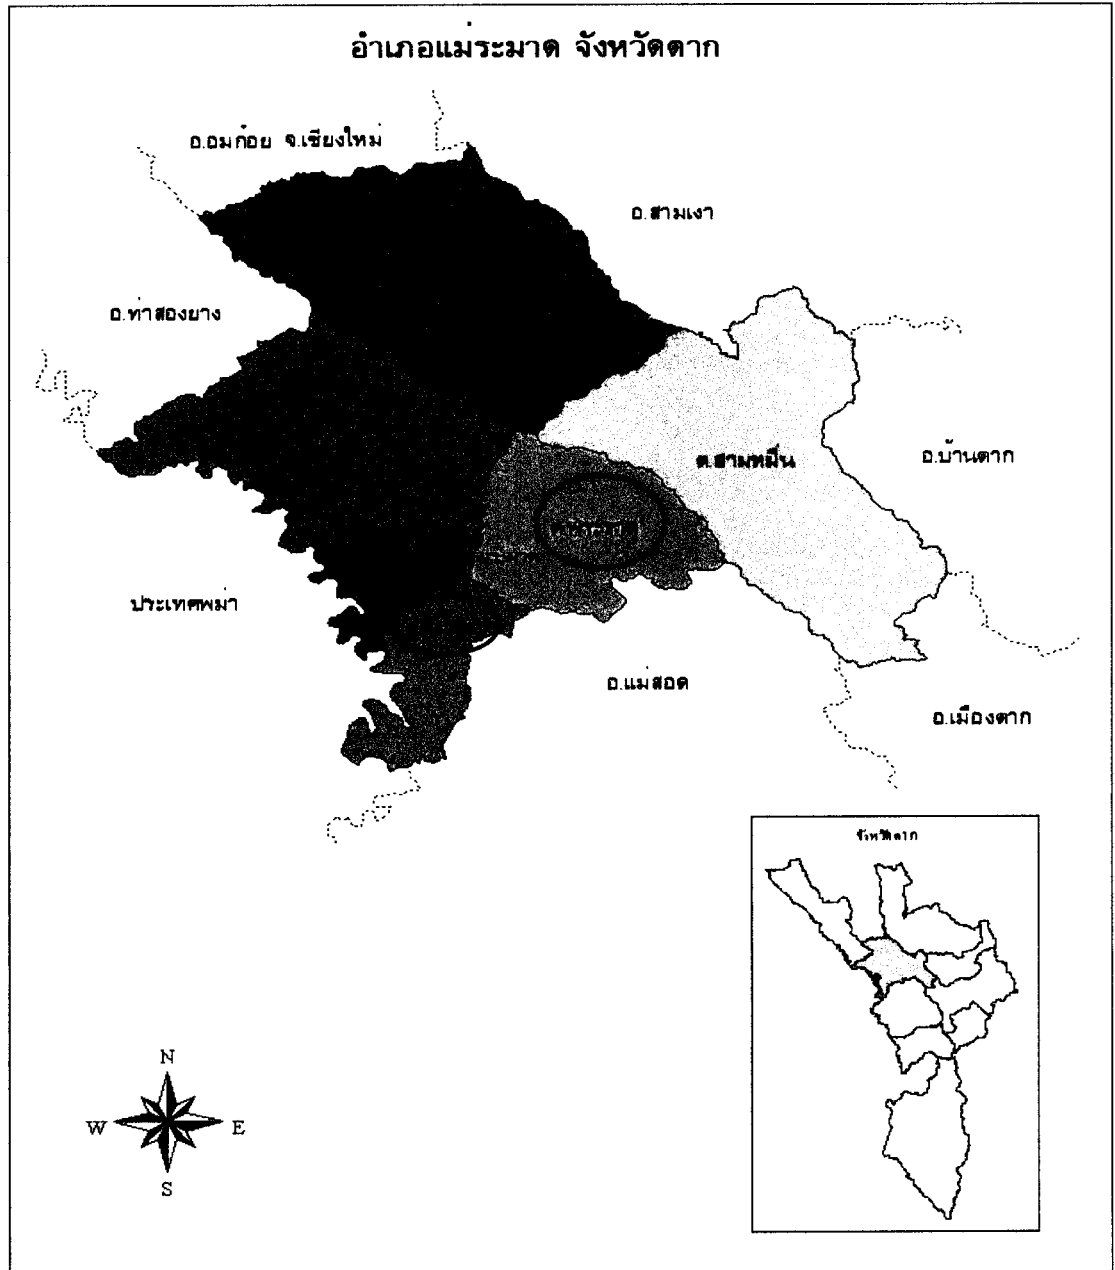 อำเภอแม่ระมาด จังหวัดตาก
อ.อมก๋อย จ.เชียงใหม่
อ.สามเงา
อ.ท่าสองยาง
ต.สามหมื่น
อ.บ้านตาก
ประเทศพม่า
อ.แม่สอด
อ.เมืองตาก
จังหวัดตาก
N
W
E
S